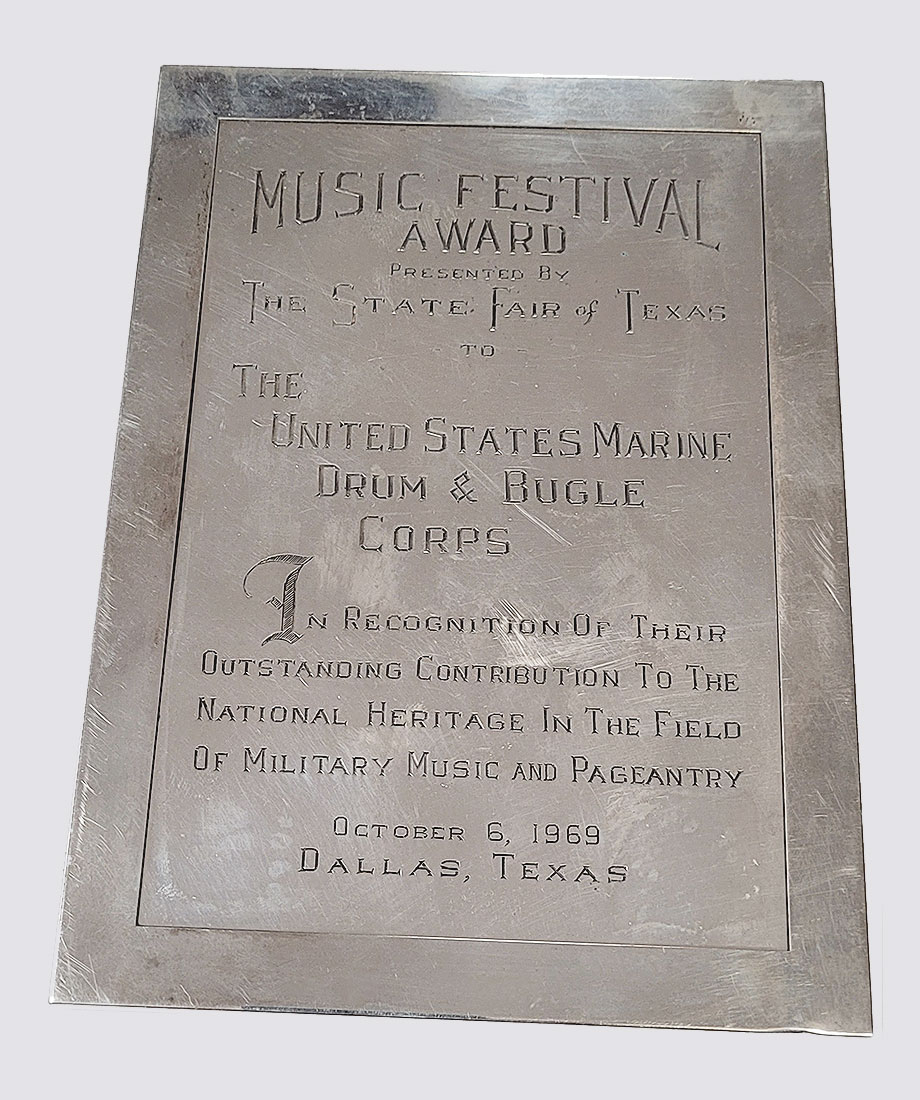 MUSIC FESTIVAL
AWARD
PRESENTED BY
THE STATE FAIR of TEXAS
- TO -
THE
UNITED STATES MARINE
DRUM & BUGLE
CORPS
IN RECOGNITION OF THEIR
OUTSTANDING CONTRIBUTION TO THE
NATIONAL HERITAGE IN THE FIELD
OF MILITARY MUSIC AND PAGEANTRY
OCTOBER 6, 1969
DALLAS, TEXAS